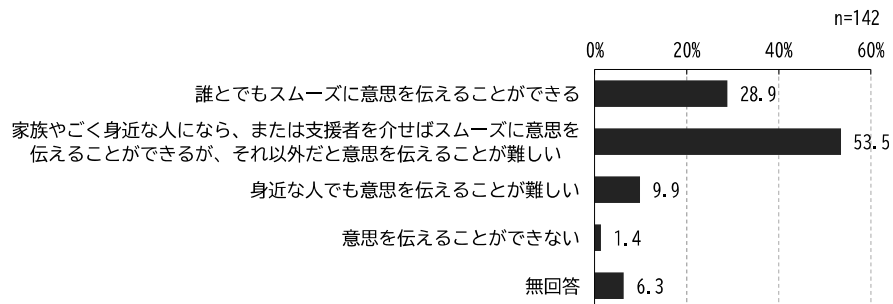 n=142
0% 20% 40% 60%
誰とでもスムーズに意思を伝えることができる 28.9
家族やごく身近な人になら、または支援者を介せばスムーズに意思を
伝えることができるが、それ以外だと意思を伝えることが難しい 53.5
身近な人でも意思を伝えることが難しい 9.9
意思を伝えることができない 1.4
無回答 6.3